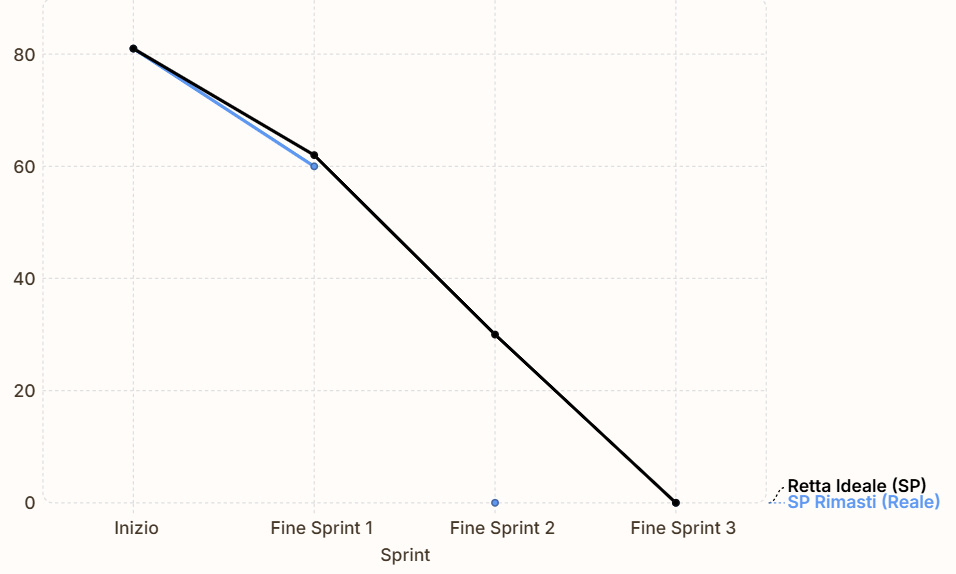 80
60
40
20
0
Inizio
Fine Sprint 1
Fine Sprint 2
Fine Sprint 3
Sprint
Retta Ideale (SP)
SP Rimasti (Reale)